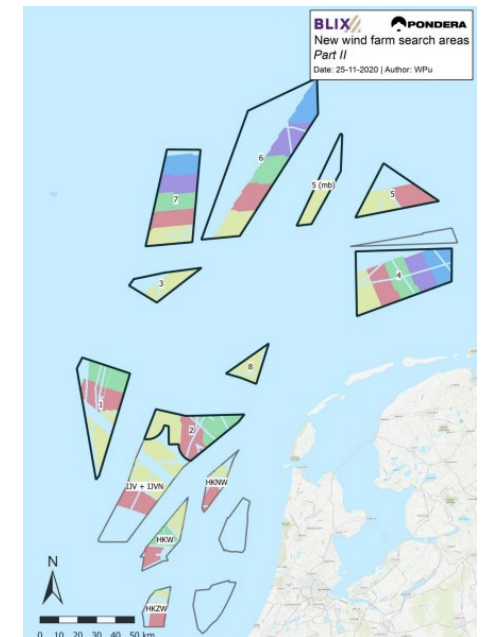 BLIX PONDERA
New wind farm search areas
Part II
Date: 25-11-2020 | Author: WPu
6
5 (mb)
7
5
4
3
8
1
2
IJV + IJVN
HKNW
HKW
N
HKZW
0 10 20 30 40 50 km